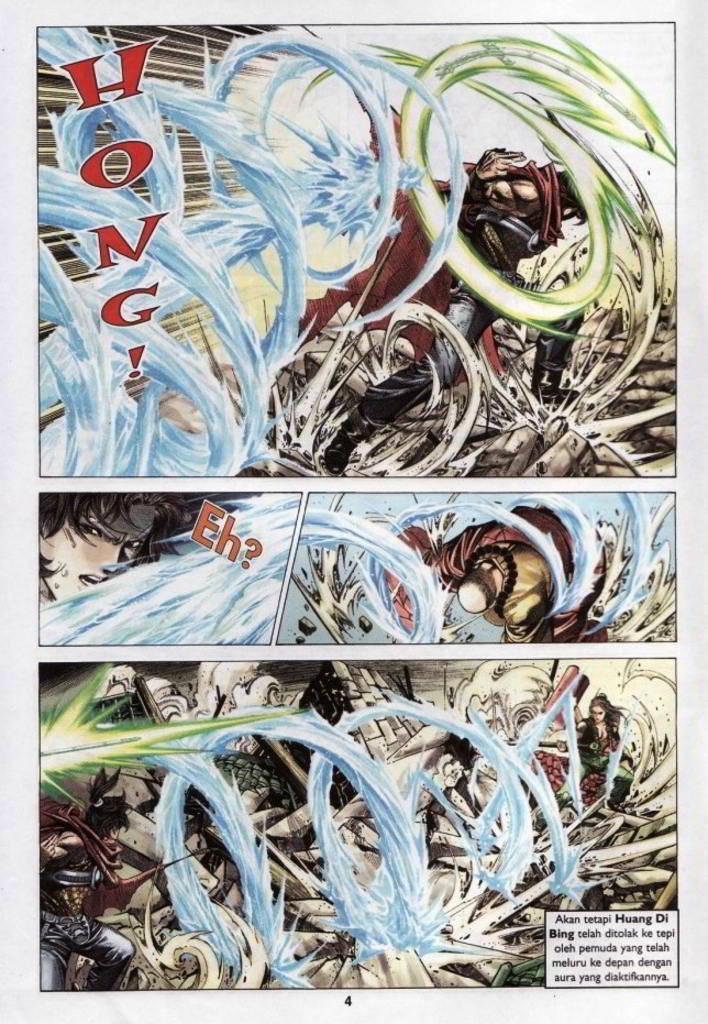 HONG!
Eh?
Akan tetapi Huang Di
Bing telah ditolak ke tepi
oleh pemuda yang telah
meluru ke depan dengan
aura yang diaktifkannya.
4